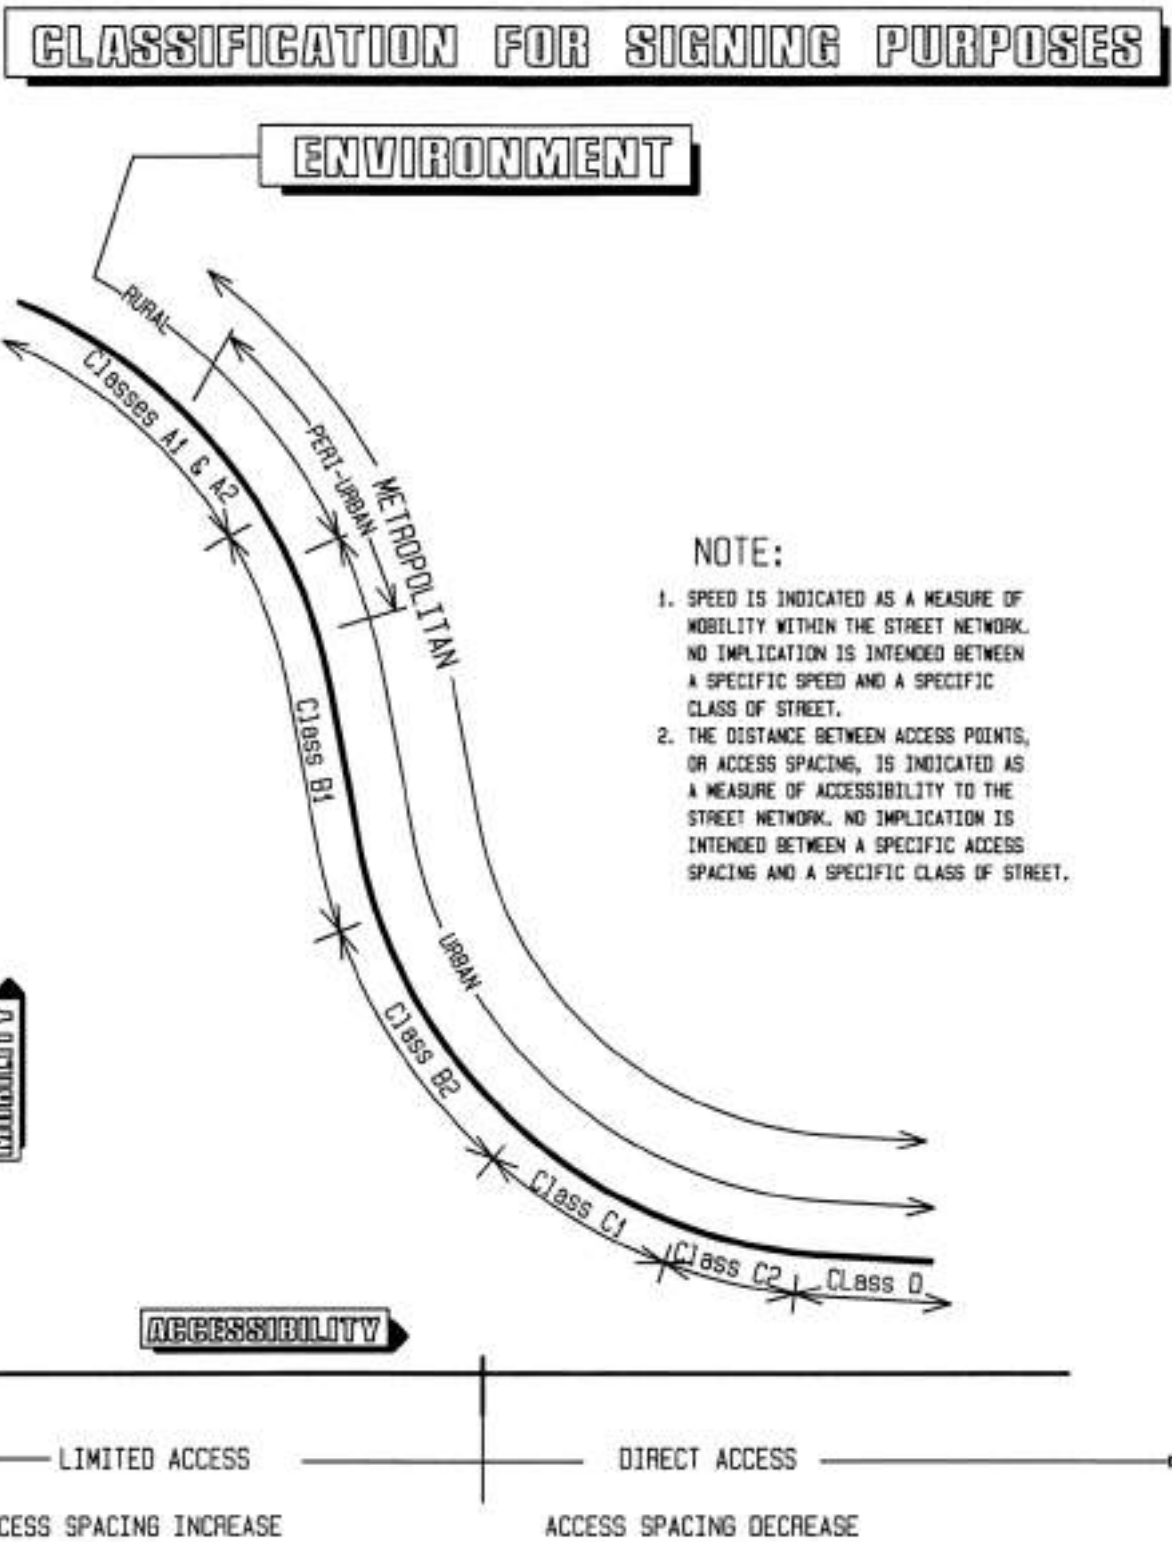 CLASSIFICATION FOR SIGNING PURPOSES
ENVIRONMENT
RURAL
Classes A1 & A2
PERI-URBAN
METROPOLITAN
NOTE:
1. SPEED IS INDICATED AS A MEASURE OF
MOBILITY WITHIN THE STREET NETWORK.
NO IMPLICATION IS INTENDED BETWEEN
A SPECIFIC SPEED AND A SPECIFIC
CLASS OF STREET.
2. THE DISTANCE BETWEEN ACCESS POINTS,
OR ACCESS SPACING, IS INDICATED AS
A MEASURE OF ACCESSIBILITY TO THE
STREET NETWORK. NO IMPLICATION IS
INTENDED BETWEEN A SPECIFIC ACCESS
SPACING AND A SPECIFIC CLASS OF STREET.
Class B1
URBAN
Class B2
Class C1
Class C2
CLass D
ACCESSIBILITY
LIMITED ACCESS
DIRECT ACCESS
CESS SPACING INCREASE
ACCESS SPACING DECREASE